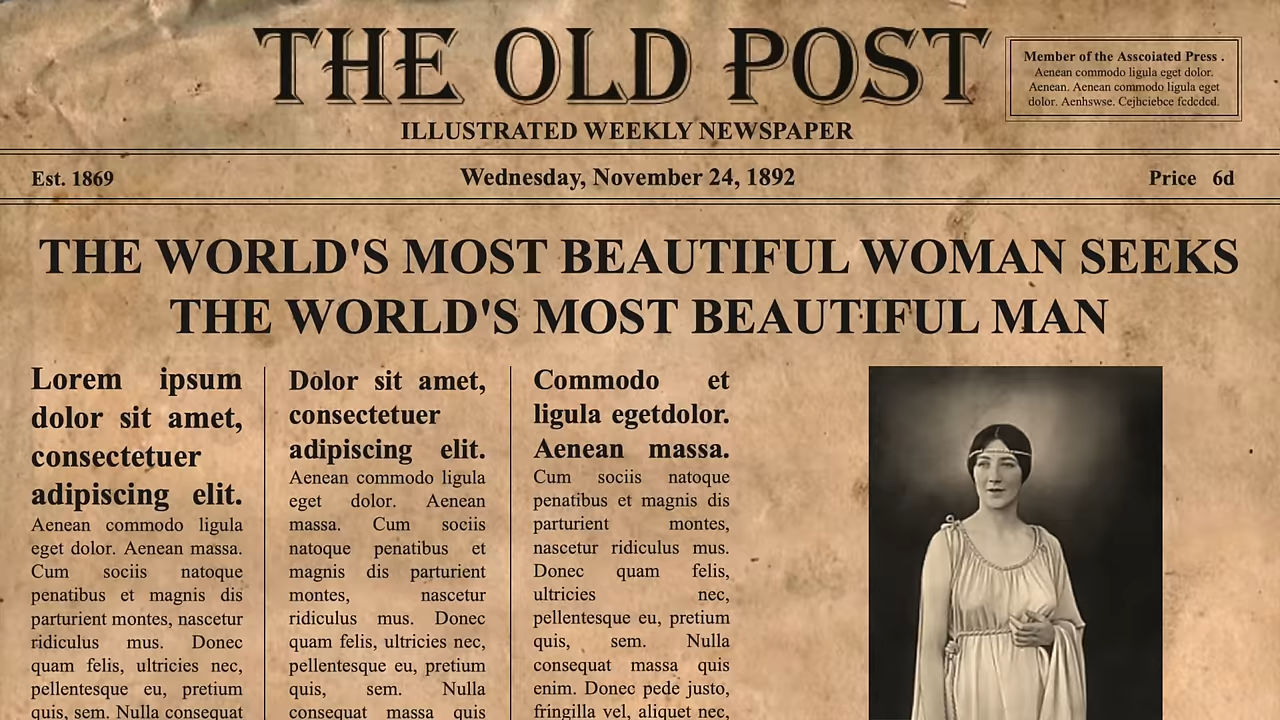 THE OLD POST
Member of the Asscoiated Press .
Aenean commodo ligula eget dolor.
Aenean. Aenean commodo ligula eget
dolor. Aenhswse. Cejhciebce fcdcdcd.
ILLUSTRATED WEEKLY NEWSPAPER
Est. 1869
Wednesday, November 24, 1892
Price 6d
THE WORLD'S MOST BEAUTIFUL WOMAN SEEKS
THE WORLD'S MOST BEAUTIFUL MAN
Lorem ipsum
dolor sit amet,
consectetuer
adipiscing elit.
Aenean commodo ligula
eget dolor. Aenean massa.
Cum sociis natoque
penatibus et magnis dis
parturient montes, nascetur
ridiculus mus. Donec
quam felis, ultricies nec,
pellentesque eu, pretium
quis, sem. Nulla consequat
Dolor sit amet,
consectetuer
adipiscing elit.
Aenean commodo ligula
eget dolor. Aenean
massa. Cum sociis
natoque penatibus et
magnis dis parturient
montes, nascetur
ridiculus mus. Donec
quam felis, ultricies nec,
pellentesque eu, pretium
quis, sem. Nulla
consequat massa quis
Commodo et
ligula egetdolor.
Aenean massa.
Cum sociis natoque
penatibus et magnis dis
parturient montes,
nascetur ridiculus mus.
Donec quam felis,
ultricies nec,
pellentesque eu, pretium
quis, sem. Nulla
consequat massa quis
enim. Donec pede justo,
fringilla vel, aliquet nec,